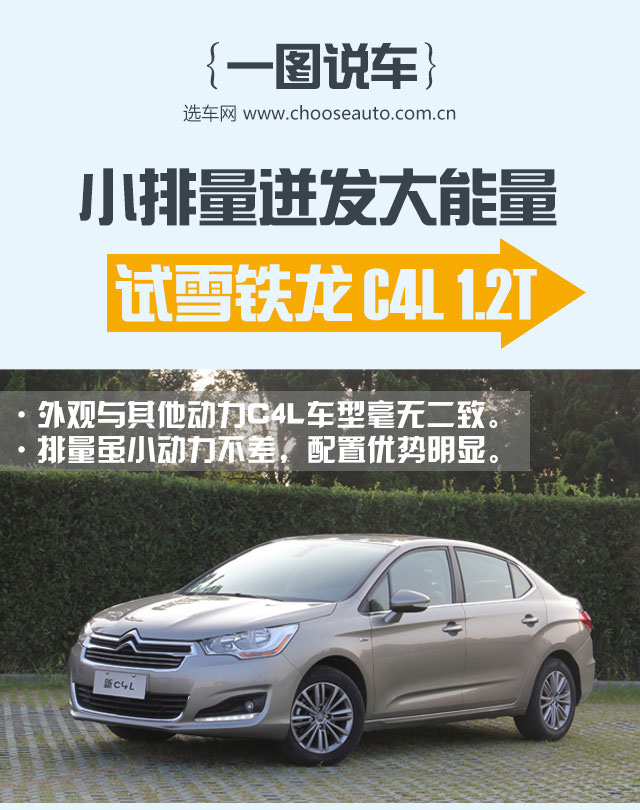 {一图说车}
选车网 www.chooseauto.com.cn
小排量迸发大能量
试雪铁龙 C4L 1.2T
· 外观与其他动力C4L车型毫无二致。
· 排量虽小动力不差，配置优势明显。
新C4L